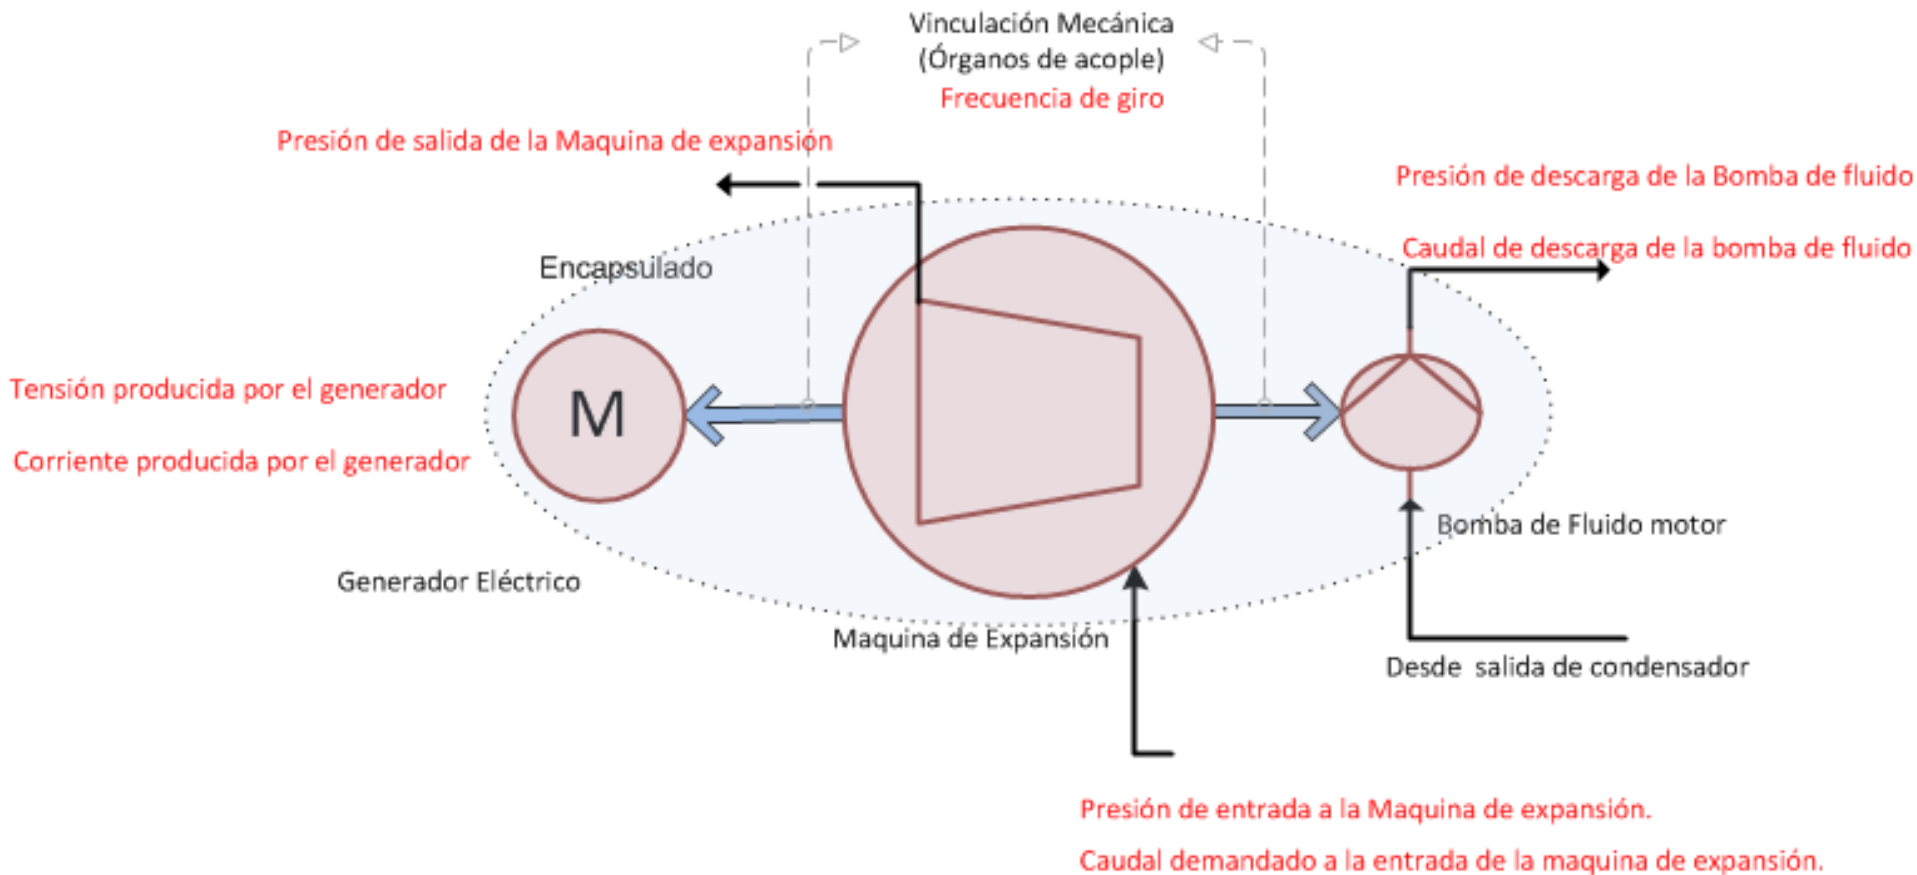 Vinculación Mecánica
(Órganos de acople)
Frecuencia de giro
Presión de salida de la Maquina de expansión
Presión de descarga de la Bomba de fluido
Caudal de descarga de la bomba de fluido
Encapsulado
Tensión producida por el generador
M
Corriente producida por el generador
Bomba de Fluido motor
Generador Eléctrico
Maquina de Expansión
Desde salida de condensador
Presión de entrada a la Maquina de expansión.
Caudal demandado a la entrada de la maquina de expansión.